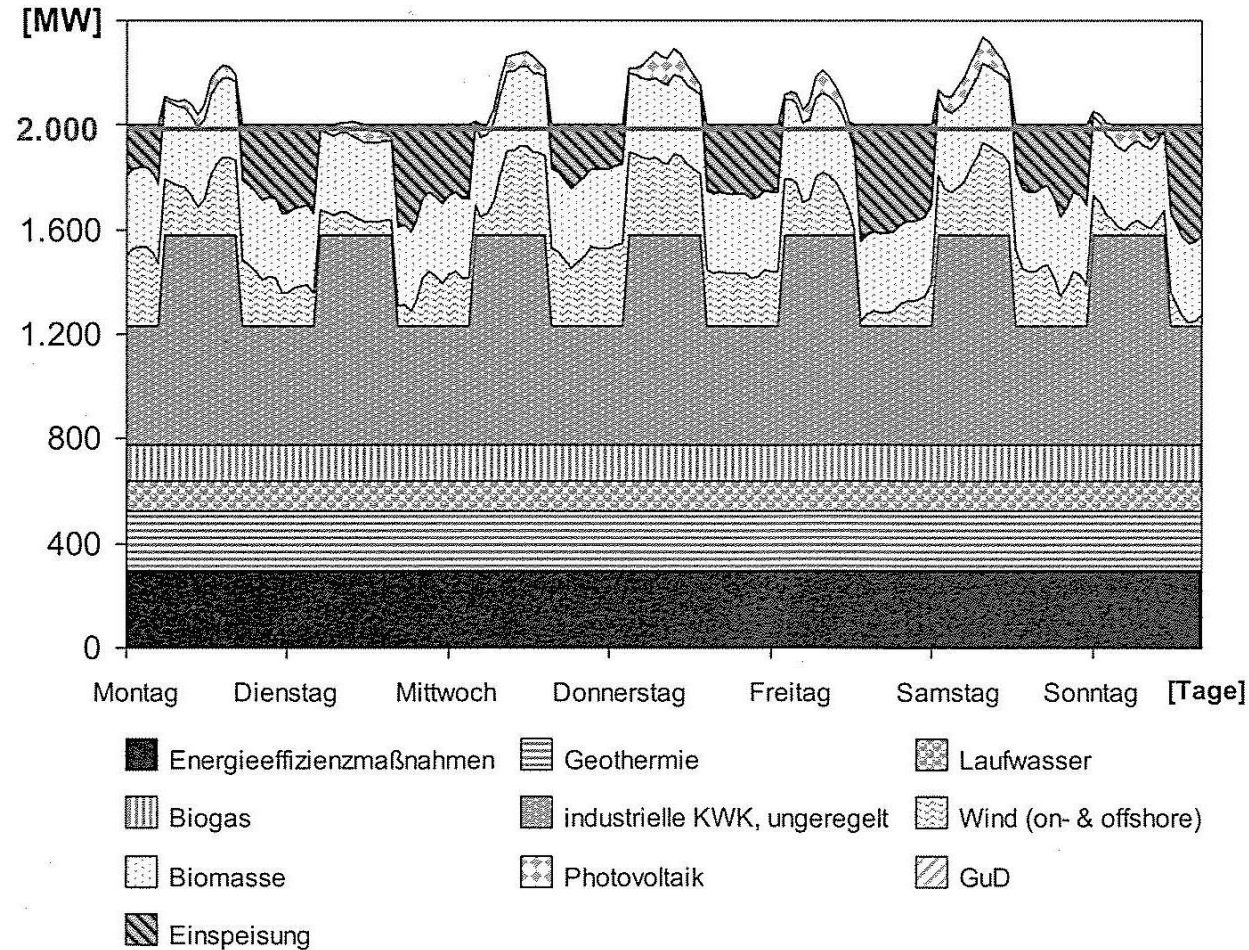 [MW]
2.000
1.600
1.200
800
400
0
Montag Dienstag Mittwoch Donnerstag Freitag Samstag Sonntag [Tage]
Energieeffizienzmaßnahmen Geothermie Laufwasser
Biogas industrielle KWK, ungeregelt Wind (on- & offshore)
Biomasse Photovoltaik GuD
Einspeisung